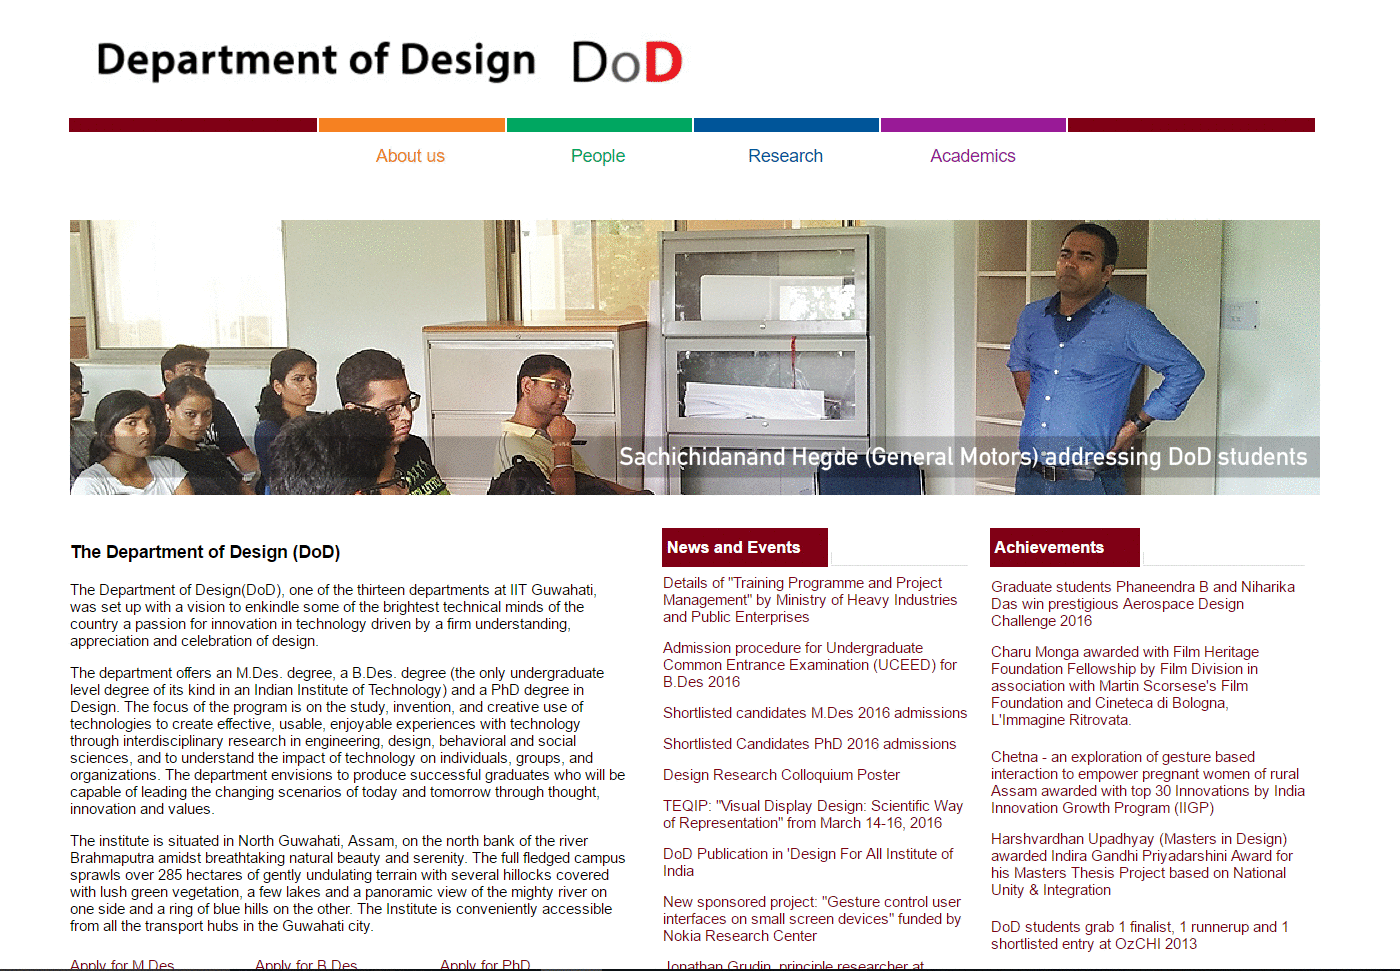 Department of Design DoD
About us
People
Research
Academics
Sachichidanand Hegde (General Motors) addressing DoD students
The Department of Design (DoD)
The Department of Design(DoD), one of the thirteen departments at IIT Guwahati,
was set up with a vision to enkindle some of the brightest technical minds of the
country a passion for innovation in technology driven by a firm understanding,
appreciation and celebration of design.
The department offers an M.Des. degree, a B.Des. degree (the only undergraduate
level degree of its kind in an Indian Institute of Technology) and a PhD degree in
Design. The focus of the program is on the study, invention, and creative use of
technologies to create effective, usable, enjoyable experiences with technology
through interdisciplinary research in engineering, design, behavioral and social
sciences, and to understand the impact of technology on individuals, groups, and
organizations. The department envisions to produce successful graduates who will be
capable of leading the changing scenarios of today and tomorrow through thought,
innovation and values.
The institute is situated in North Guwahati, Assam, on the north bank of the river
Brahmaputra amidst breathtaking natural beauty and serenity. The full fledged campus
sprawls over 285 hectares of gently undulating terrain with several hillocks covered
with lush green vegetation, a few lakes and a panoramic view of the mighty river on
one side and a ring of blue hills on the other. The Institute is conveniently accessible
from all the transport hubs in the Guwahati city.
Apply for M.Des
Apply for B.Des
Apply for PhD
News and Events
Details of "Training Programme and Project
Management" by Ministry of Heavy Industries
and Public Enterprises
Admission procedure for Undergraduate
Common Entrance Examination (UCEED) for
B.Des 2016
Shortlisted candidates M.Des 2016 admissions
Shortlisted Candidates PhD 2016 admissions
Design Research Colloquium Poster
TEQIP: "Visual Display Design: Scientific Way
of Representation" from March 14-16, 2016
DoD Publication in 'Design For All Institute of
India
New sponsored project: "Gesture control user
interfaces on small screen devices" funded by
Nokia Research Center
Jonathan Grudin, principle researcher at
Achievements
Graduate students Phaneendra B and Niharika
Das win prestigious Aerospace Design
Challenge 2016
Charu Monga awarded with Film Heritage
Foundation Fellowship by Film Division in
association with Martin Scorsese's Film
Foundation and Cineteca di Bologna,
L'Immagine Ritrovata.
Chetna - an exploration of gesture based
interaction to empower pregnant women of rural
Assam awarded with top 30 Innovations by India
Innovation Growth Program (IIGP)
Harshvardhan Upadhyay (Masters in Design)
awarded Indira Gandhi Priyadarshini Award for
his Masters Thesis Project based on National
Unity & Integration
DoD students grab 1 finalist, 1 runnerup and 1
shortlisted entry at OzCHI 2013